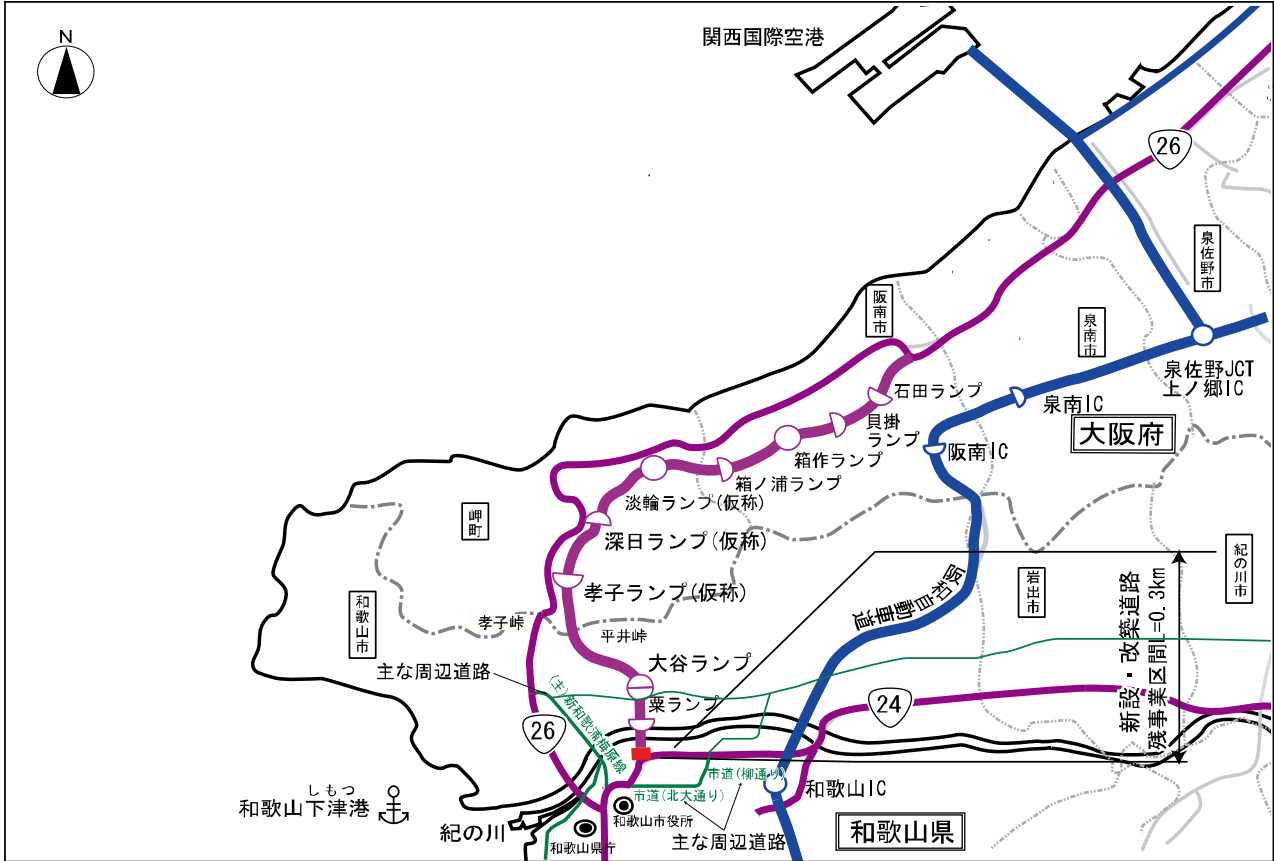 N
関西国際空港
26
泉佐野市
阪南市
泉南市
泉佐野JCT
上ノ郷IC
石田ランプ
泉南IC
貝掛
ランプ
大阪府
阪南IC
箱作ランプ
箱ノ浦ランプ
淡輪ランプ(仮称)
岬町
深日ランプ(仮称)
孝子ランプ(仮称)
阪和自動車道
岩出市
紀の川市
新設・改築道路
残事業区間L=0.3km
和歌山市
孝子峠
平井峠
大谷ランプ
主な周辺道路
粟ランプ
(主)新和歌浦梅原線
24
26
市道(柳通り)
市道(北大通り)
和歌山IC
しもつ
和歌山下津港
紀の川
和歌山市役所
主な周辺道路
和歌山県
和歌山県庁